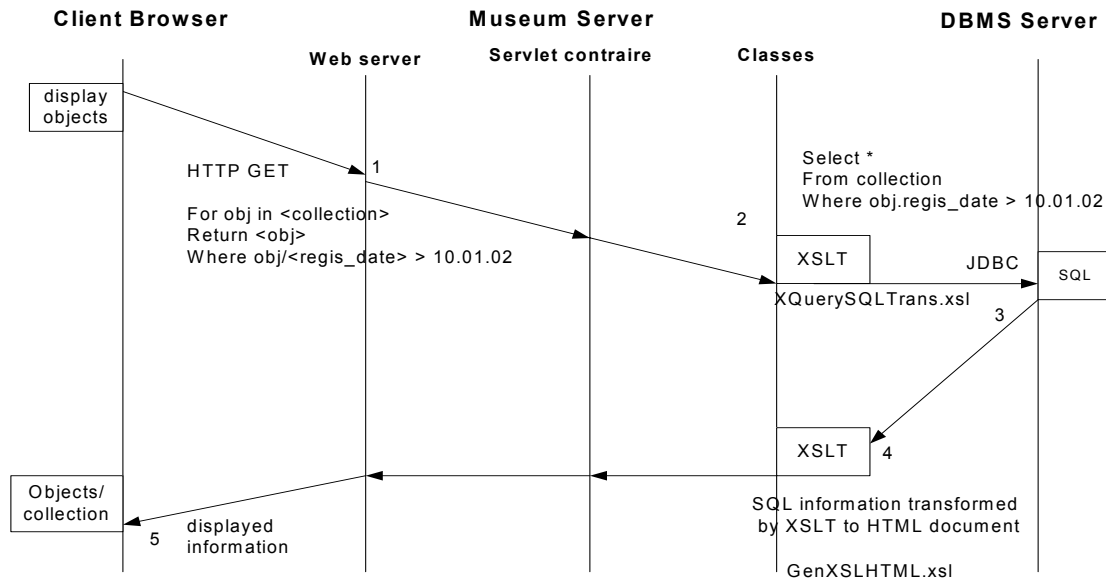 Client Browser
Museum Server
DBMS Server
Web server
Servlet contraire
Classes
display
objects
HTTP GET
1
For obj in <collection>
Return <obj>
Where obj/<regis_date> > 10.01.02
Select *
From collection
Where obj.regis_date > 10.01.02
2
XSLT
JDBC
SQL
XQuerySQLTrans.xsl
3
XSLT
4
Objects/
collection
5
displayed
information
SQL information transformed
by XSLT to HTML document
GenXSLHTML.xsl